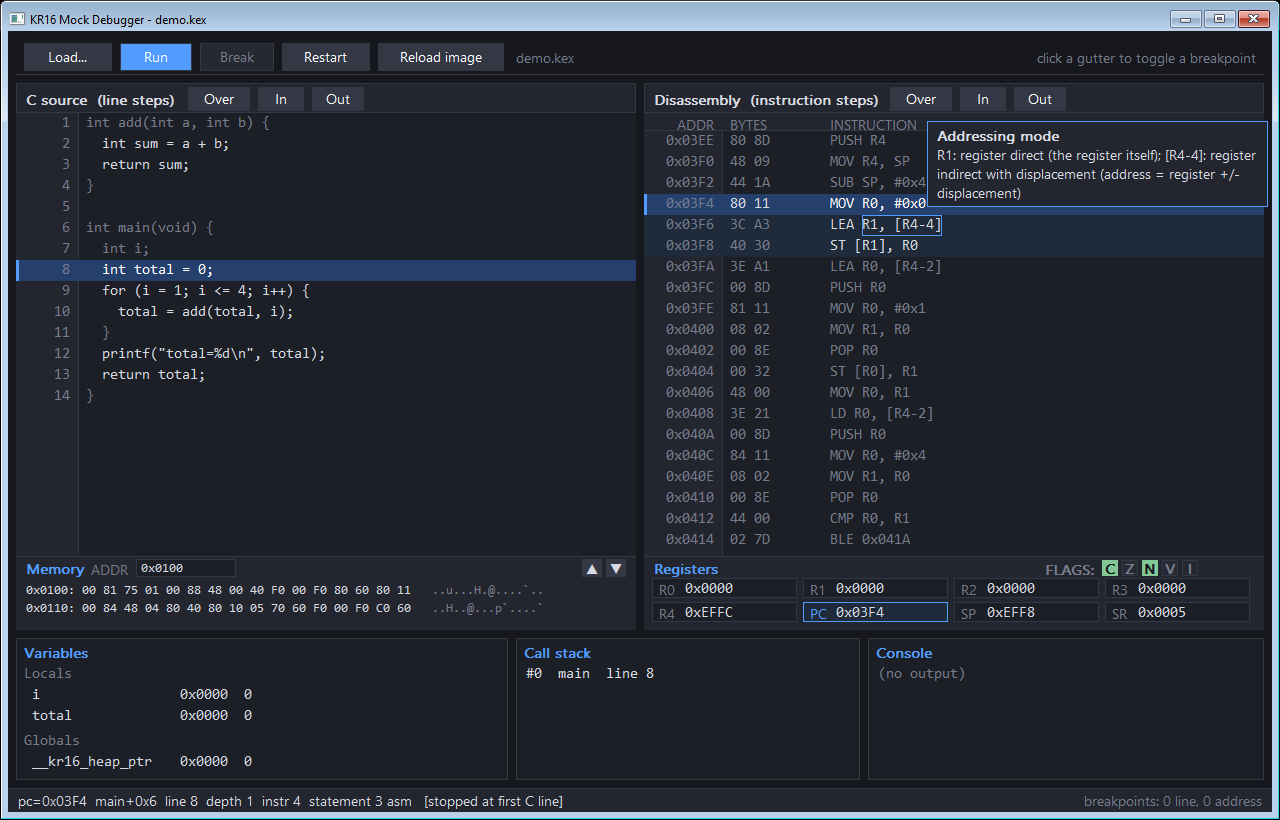 KR16 Mock Debugger - demo.kex
Load... Run Break Restart Reload image demo.kex click a gutter to toggle a breakpoint
C source (line steps) Over In Out
1 int add(int a, int b) {
2 int sum = a + b;
3 return sum;
4 }
5
6 int main(void) {
7 int i;
8 int total = 0;
9 for (i = 1; i <= 4; i++) {
10 total = add(total, i);
11 }
12 printf("total=%d\n", total);
13 return total;
14 }
Disassembly (instruction steps) Over In Out
ADDR BYTES INSTRUCTION
0x03EE 80 8D PUSH R4
0x03F0 48 09 MOV R4, SP
0x03F2 44 1A SUB SP, #0x4
0x03F4 80 11 MOV R0, #0x0
0x03F6 3C A3 LEA R1, [R4-4]
0x03F8 40 30 ST [R1], R0
0x03FA 3E A1 LEA R0, [R4-2]
0x03FC 00 8D PUSH R0
0x03FE 81 11 MOV R0, #0x1
0x0400 08 02 MOV R1, R0
0x0402 00 8E POP R0
0x0404 00 32 ST [R0], R1
0x0406 48 00 MOV R0, R1
0x0408 3E 21 LD R0, [R4-2]
0x040A 00 8D PUSH R0
0x040C 84 11 MOV R0, #0x4
0x040E 08 02 MOV R1, R0
0x0410 00 8E POP R0
0x0412 44 00 CMP R0, R1
0x0414 02 7D BLE 0x041A
Addressing mode
R1: register direct (the register itself); [R4-4]: register
indirect with displacement (address = register +/-
displacement)
Memory ADDR 0x0100 ▲ ▼
0x0100: 00 81 75 01 00 88 48 00 40 F0 00 F0 80 60 80 11 ..u...H.@....`..
0x0110: 00 84 48 04 80 40 80 10 05 70 60 F0 00 F0 C0 60 ..H..@...p`....`
Registers FLAGS: C Z N V I
R0 0x0000 R1 0x0000 R2 0x0000 R3 0x0000
R4 0xEFFC PC 0x03F4 SP 0xEFF8 SR 0x0005
Variables
Locals
i 0x0000 0
total 0x0000 0
Globals
__kr16_heap_ptr 0x0000 0
Call stack
#0 main line 8
Console
(no output)
pc=0x03F4 main+0x6 line 8 depth 1 instr 4 statement 3 asm [stopped at first C line] breakpoints: 0 line, 0 address